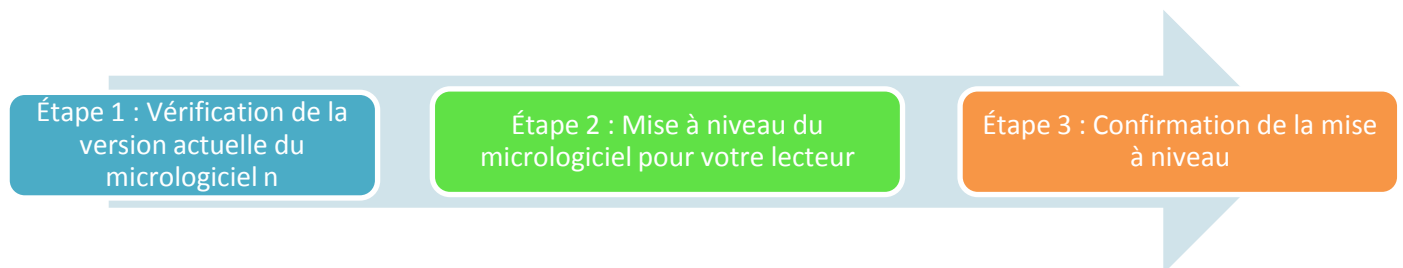 Étape 1 : Vérification de la
version actuelle du
micrologiciel n
Étape 2 : Mise à niveau du
micrologiciel pour votre lecteur
Étape 3 : Confirmation de la mise
à niveau